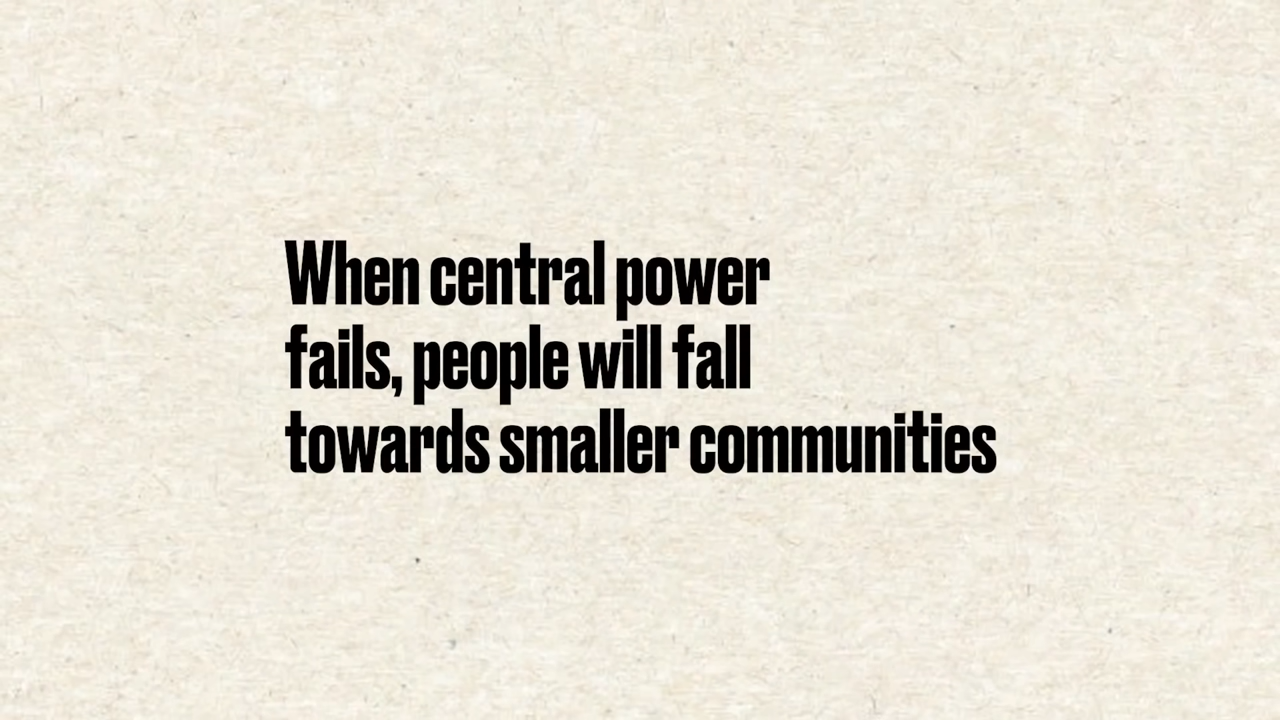 When central power
fails, people will fall
towards smaller communities